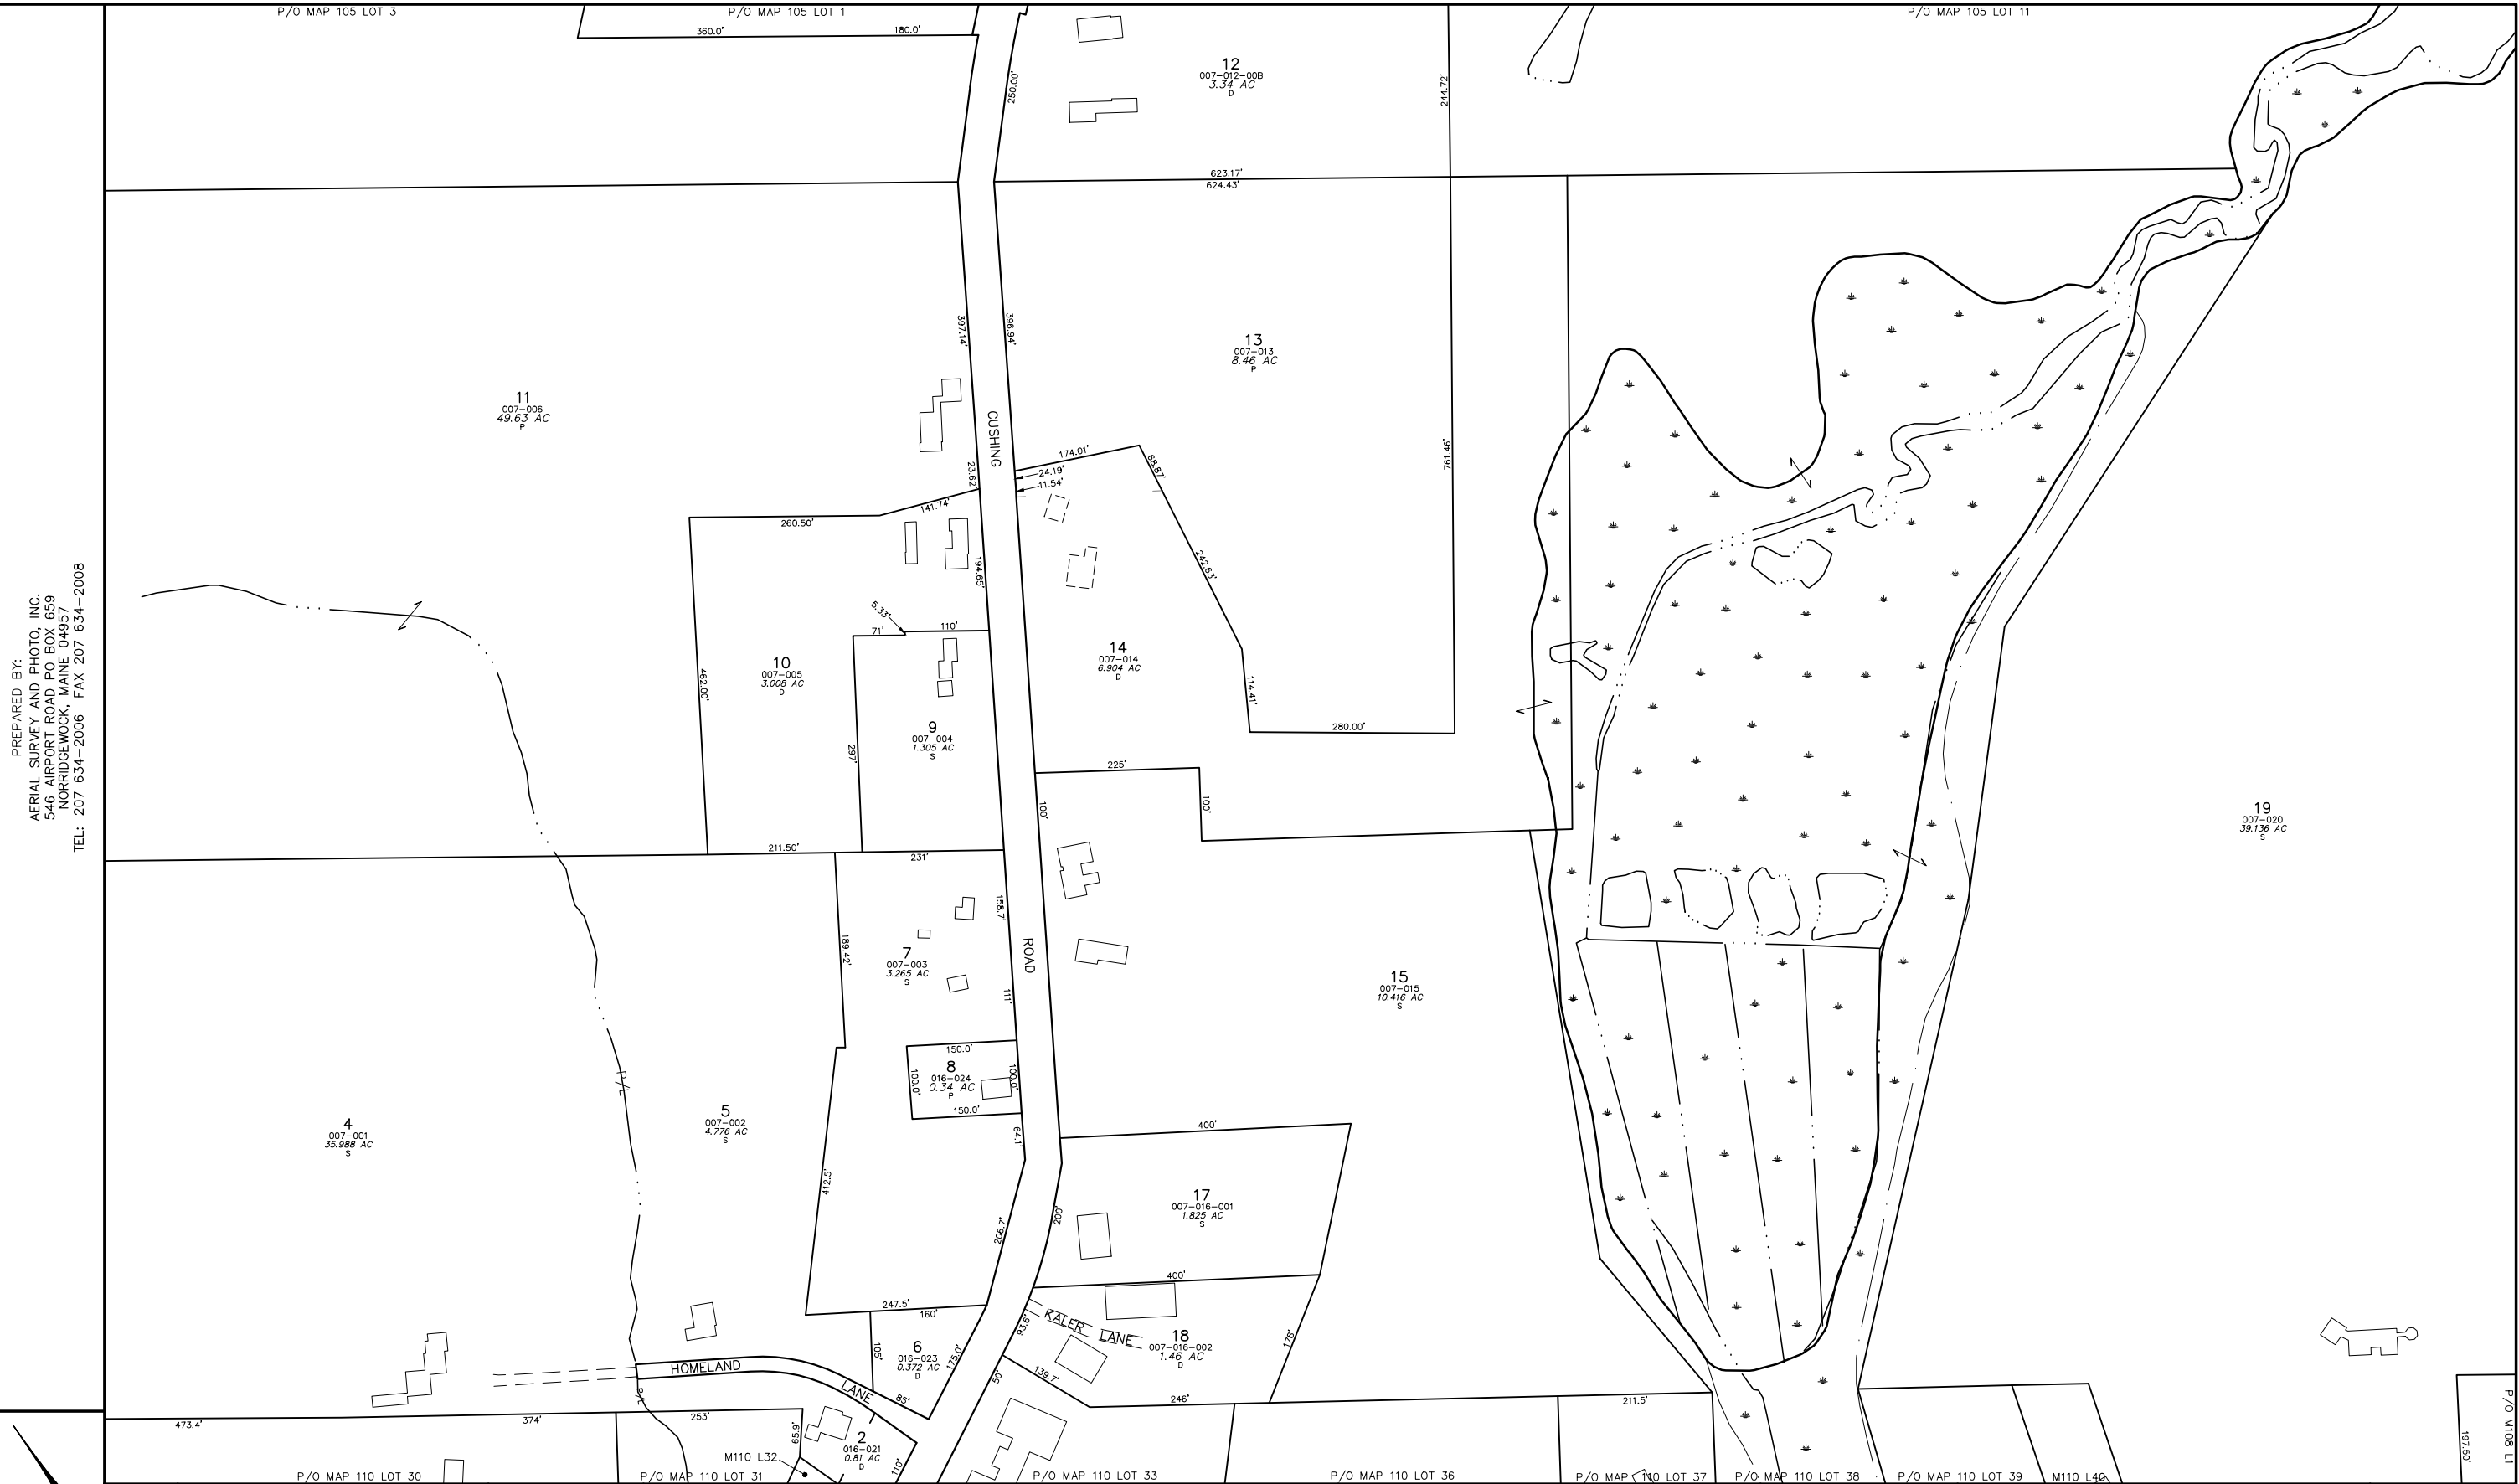 P/O MAP 105 LOT 3
P/O MAP 105 LOT 1
P/O MAP 105 LOT 11
360.0'
180.0'
250.00'
12
007-012-00B
3.34 AC
D
244.72'
623.17'
624.43'
397.14'
396.94'
13
007-013
8.46 AC
P
11
007-006
49.63 AC
P
CUSHING
761.46'
174.01'
68.87'
24.19'
11.54'
23.62'
141.74'
260.50'
194.65'
242.63'
5.33'
71'
110'
10
007-005
3.008 AC
D
462.00'
14
007-014
6.904 AC
D
114.41'
280.00'
9
007-004
1.305 AC
S
297'
225'
100'
100'
19
007-020
39.136 AC
S
PREPARED BY:
AERIAL SURVEY AND PHOTO, INC.
546 AIRPORT ROAD PO BOX 659
NORRIDGEWOCK, MAINE 04957
TEL: 207 634-2006 FAX 207 634-2008
211.50'
231'
158.7'
189.42'
ROAD
7
007-003
3.265 AC
S
111'
15
007-015
10.416 AC
S
150.0'
8
016-024
0.34 AC
P
100.0'
100.0'
150.0'
P/L
4
007-001
35.988 AC
S
5
007-002
4.776 AC
S
64.1'
400'
412.5'
17
007-016-001
1.825 AC
S
200'
206.7'
400'
247.5'
160'
93.6'
KALER LANE
18
007-016-002
1.46 AC
D
178'
6
016-023
0.372 AC
D
105'
175.0'
HOMELAND
LANE
85'
50'
139.7'
246'
211.5'
P/L
473.4'
374'
253'
65.9'
2
016-021
0.81 AC
D
110'
M110 L32
197.50'
P/O M108 L1
P/O MAP 110 LOT 30
P/O MAP 110 LOT 31
P/O MAP 110 LOT 33
P/O MAP 110 LOT 36
P/O MAP 110 LOT 37
P/O MAP 110 LOT 38
P/O MAP 110 LOT 39
M110 L40